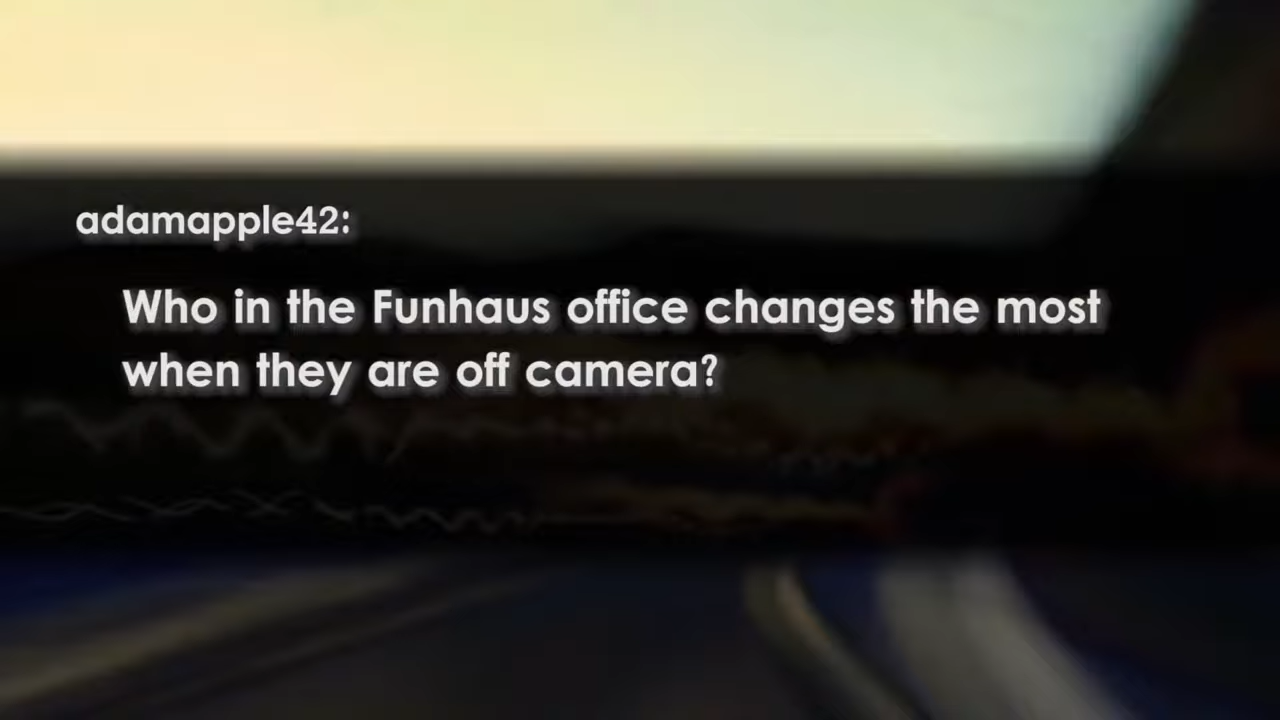 adamapple42:
Who in the Funhaus office changes the most
when they are off camera?